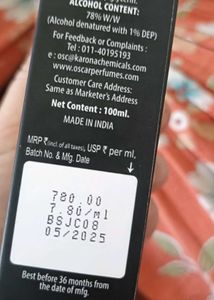 ALCOHOL CONTENT:
78% W/W
(Alcohol denatured with 1% DEP)
For Feedback or Complaints :
Tel : 011-40195193
e : osc@karonachemicals.com
www.oscarperfumes.com
Customer Care Address:
Same as Marketer's Address
Net Content : 100ml.
MADE IN INDIA
MRP ₹ (incl. of all taxes), USP ₹ per ml,
Batch No. & Mfg. Date
780.00
7.80/ml
BSJC08
05/2025
Best before 36 months from
the date of mfg.